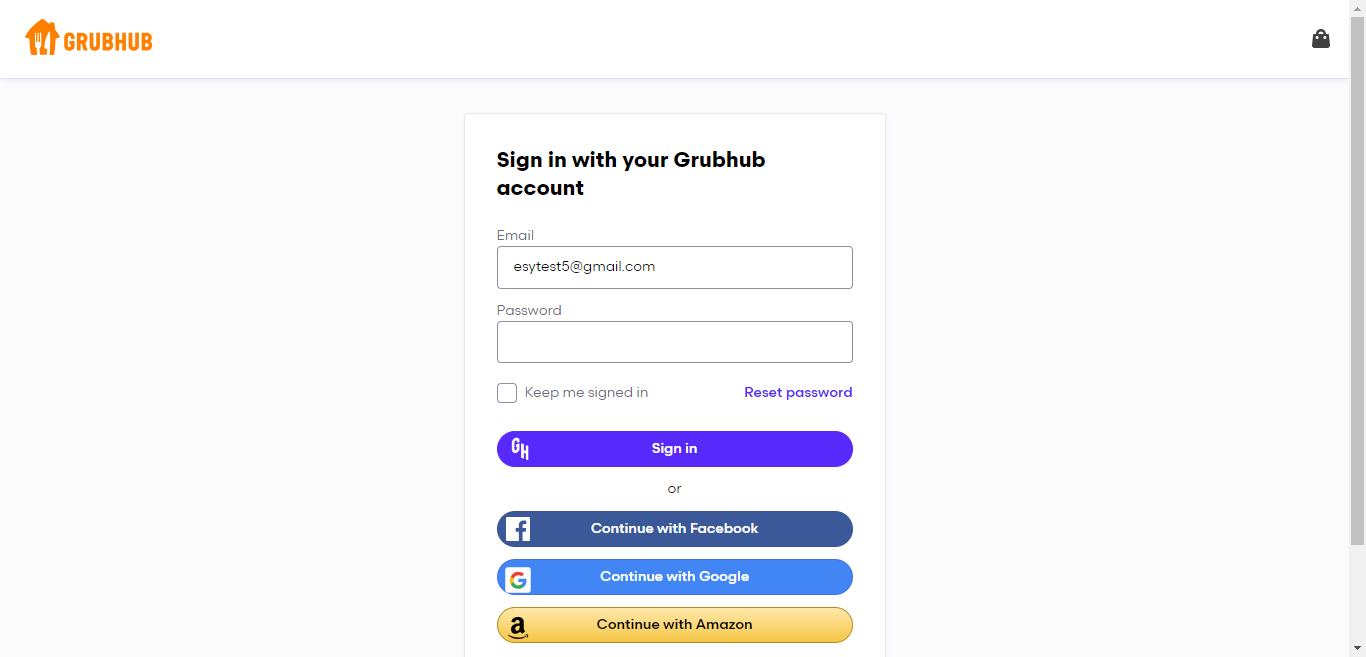 GRUBHUB
Sign in with your Grubhub
account
Email
esytest5@gmail.com
Password
Keep me signed in
Reset password
GH
Sign in
or
Continue with Facebook
Continue with Google
Continue with Amazon